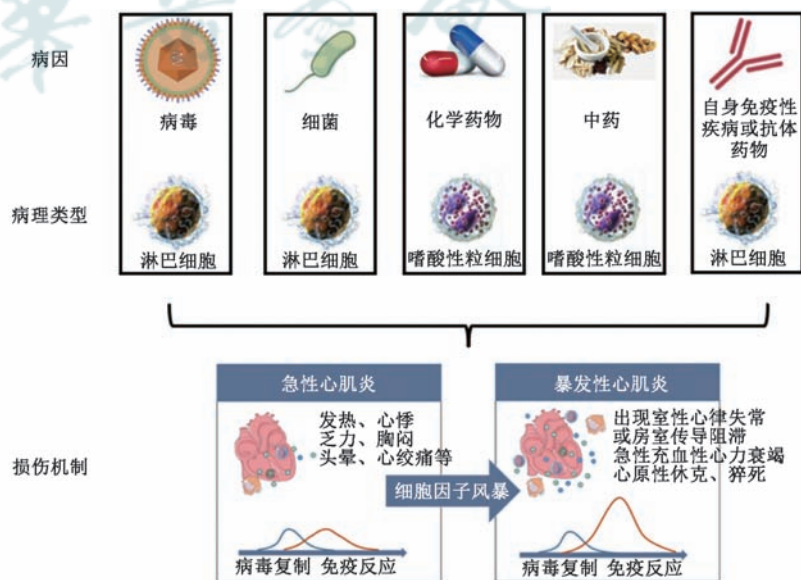 病因
病毒
细菌
化学药物
中药
自身免疫性
疾病或抗体
药物
病理类型
淋巴细胞
淋巴细胞
嗜酸性粒细胞
嗜酸性粒细胞
淋巴细胞
损伤机制
急性心肌炎
发热、心悸
乏力、胸闷
头晕、心绞痛等
病毒复制 免疫反应
细胞因子风暴
暴发性心肌炎
出现室性心律失常
或房室传导阻滞
急性充血性心力衰竭
心原性休克、猝死
病毒复制 免疫反应